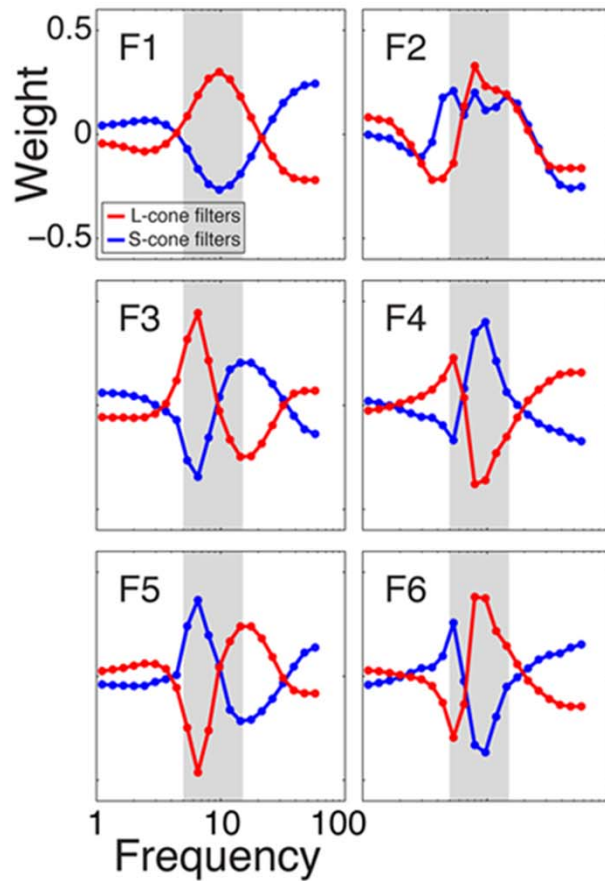 0.5
F1
F2
Weight
0
L-cone filters
S-cone filters
−0.5
F3
F4
F5
F6
1
10
100
Frequency